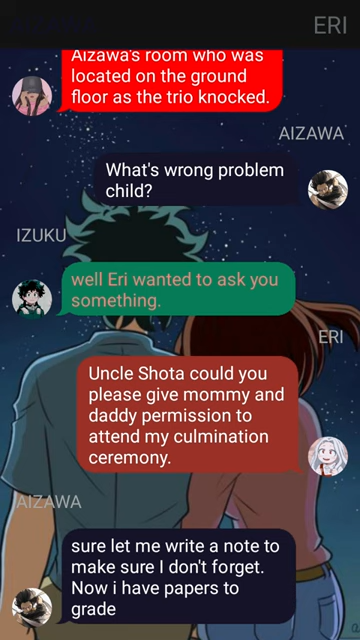 AIZAWA
ERI
Aizawa's room who was
located on the ground
floor as the trio knocked.
AIZAWA
What's wrong problem
child?
IZUKU
well Eri wanted to ask you
something.
ERI
Uncle Shota could you
please give mommy and
daddy permission to
attend my culmination
ceremony.
AIZAWA
sure let me write a note to
make sure I don't forget.
Now i have papers to
grade